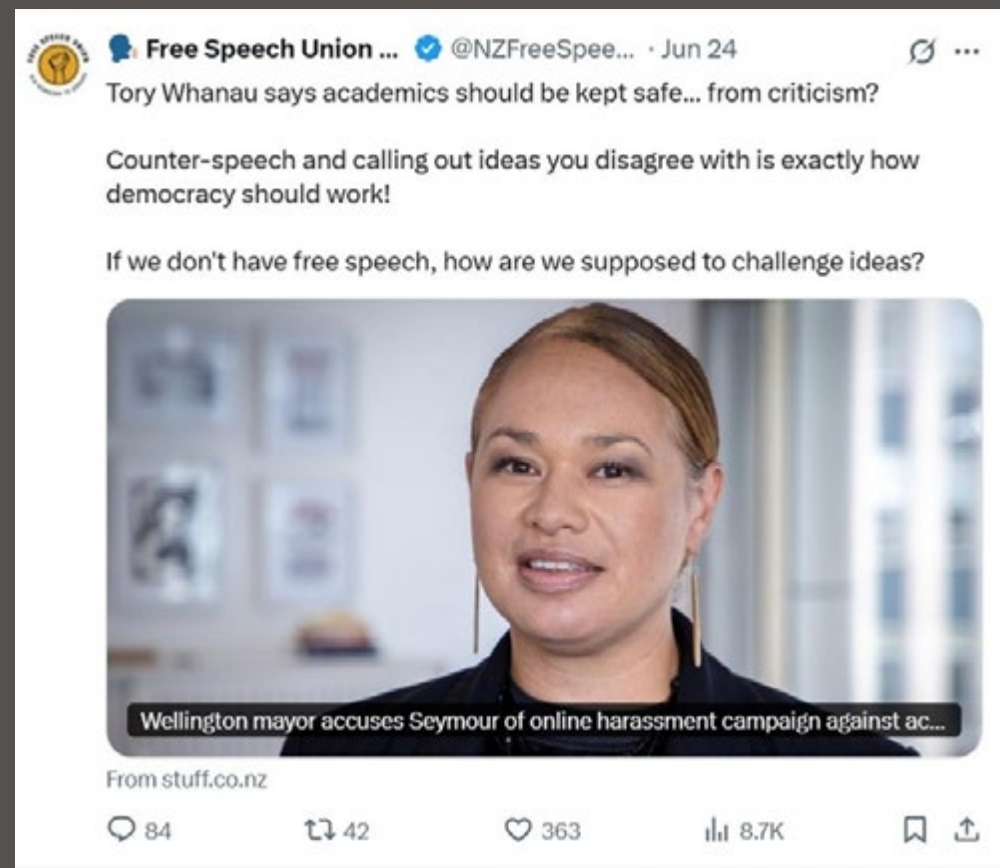 Free Speech Union ... @NZFreeSpee... · Jun 24
Tory Whanau says academics should be kept safe... from criticism?
Counter-speech and calling out ideas you disagree with is exactly how
democracy should work!
If we don't have free speech, how are we supposed to challenge ideas?
Wellington mayor accuses Seymour of online harassment campaign against ac...
From stuff.co.nz
84 42 363 8.7K